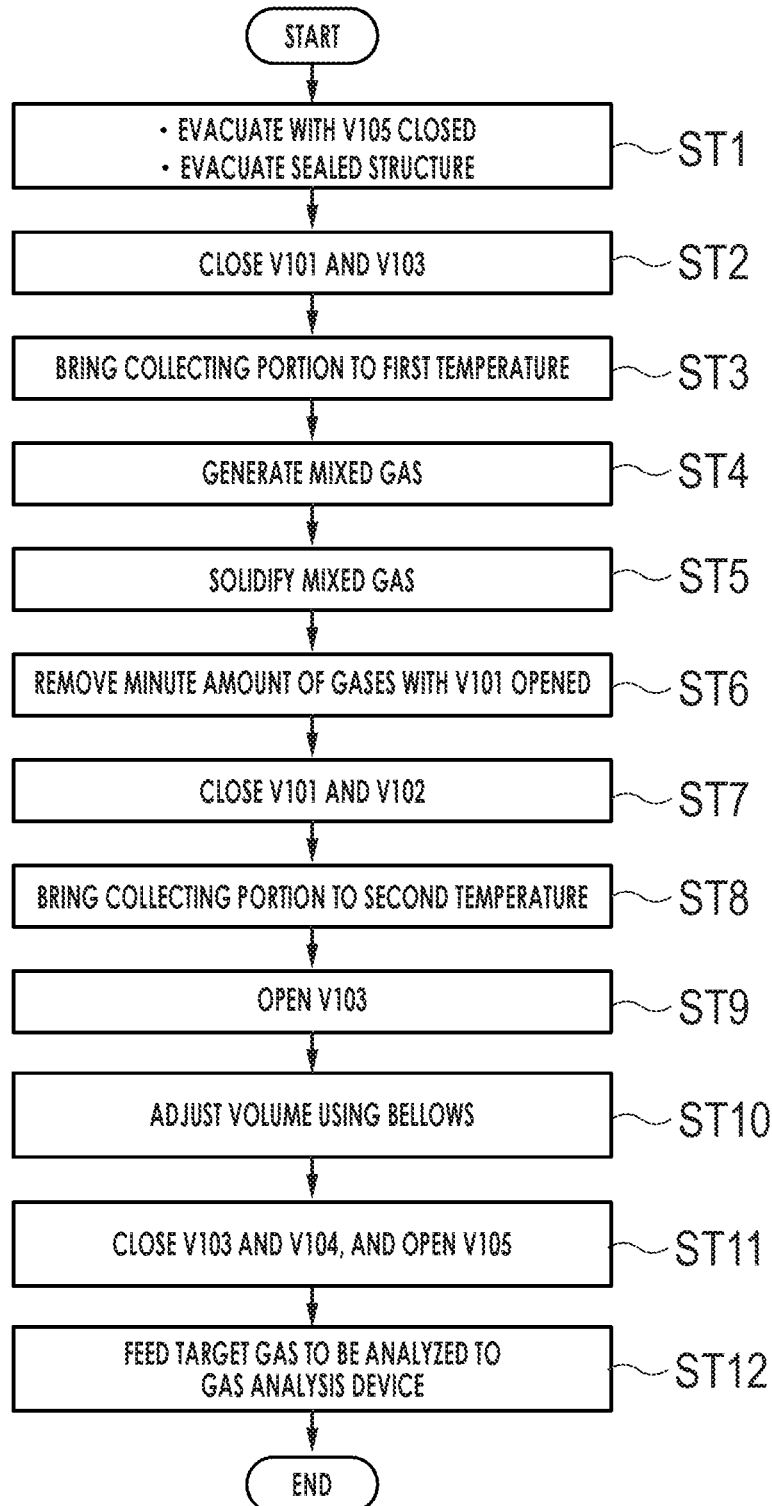 START
• EVACUATE WITH V105 CLOSED
• EVACUATE SEALED STRUCTURE
ST1
CLOSE V101 AND V103
ST2
BRING COLLECTING PORTION TO FIRST TEMPERATURE
ST3
GENERATE MIXED GAS
ST4
SOLIDIFY MIXED GAS
ST5
REMOVE MINUTE AMOUNT OF GASES WITH V101 OPENED
ST6
CLOSE V101 AND V102
ST7
BRING COLLECTING PORTION TO SECOND TEMPERATURE
ST8
OPEN V103
ST9
ADJUST VOLUME USING BELLOWS
ST10
CLOSE V103 AND V104, AND OPEN V105
ST11
FEED TARGET GAS TO BE ANALYZED TO
GAS ANALYSIS DEVICE
ST12
END